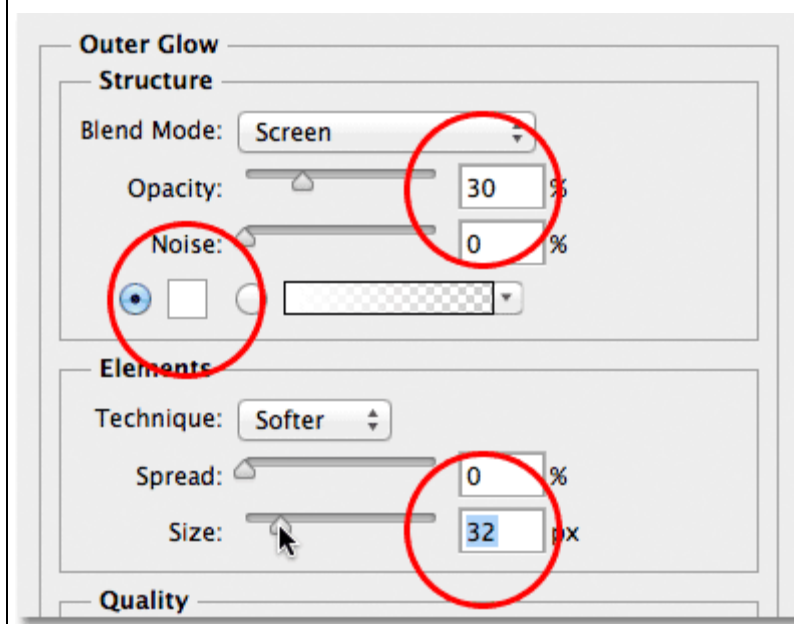 Outer Glow
Structure
Blend Mode: Screen
Opacity: 30 %
Noise: 0 %
Elements
Technique: Softer
Spread: 0 %
Size: 32 px
Quality